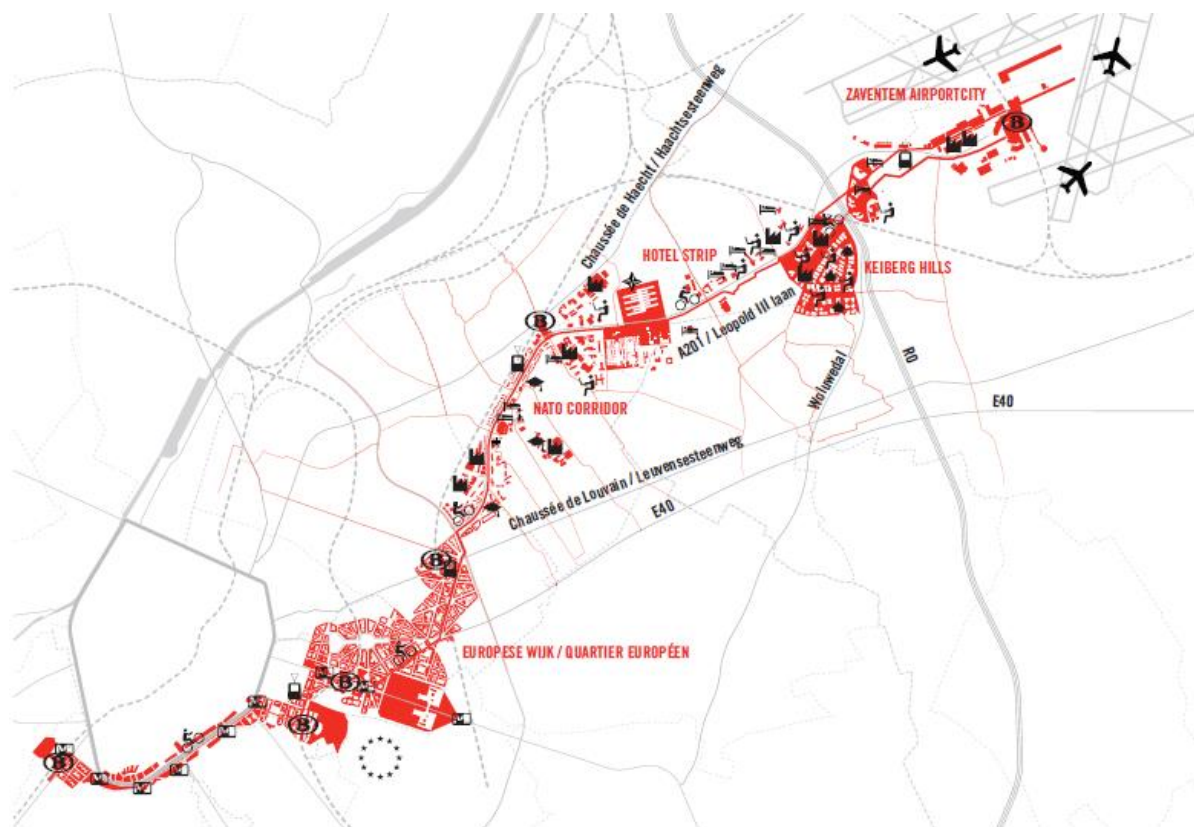 ZAVENTEM AIRPORTCITY
B
Chaussée de Haecht / Haachtsesteenweg
HOTEL STRIP
KEIBERG HILLS
A201 / Leopold III laan
B
R0
Woluwedal
NATO CORRIDOR
E40
Chaussée de Louvain / Leuvensesteenweg
E40
B
EUROPESE WIJK / QUARTIER EUROPÉEN
M
B
M
M
M
B
M
M
B
M
M
M